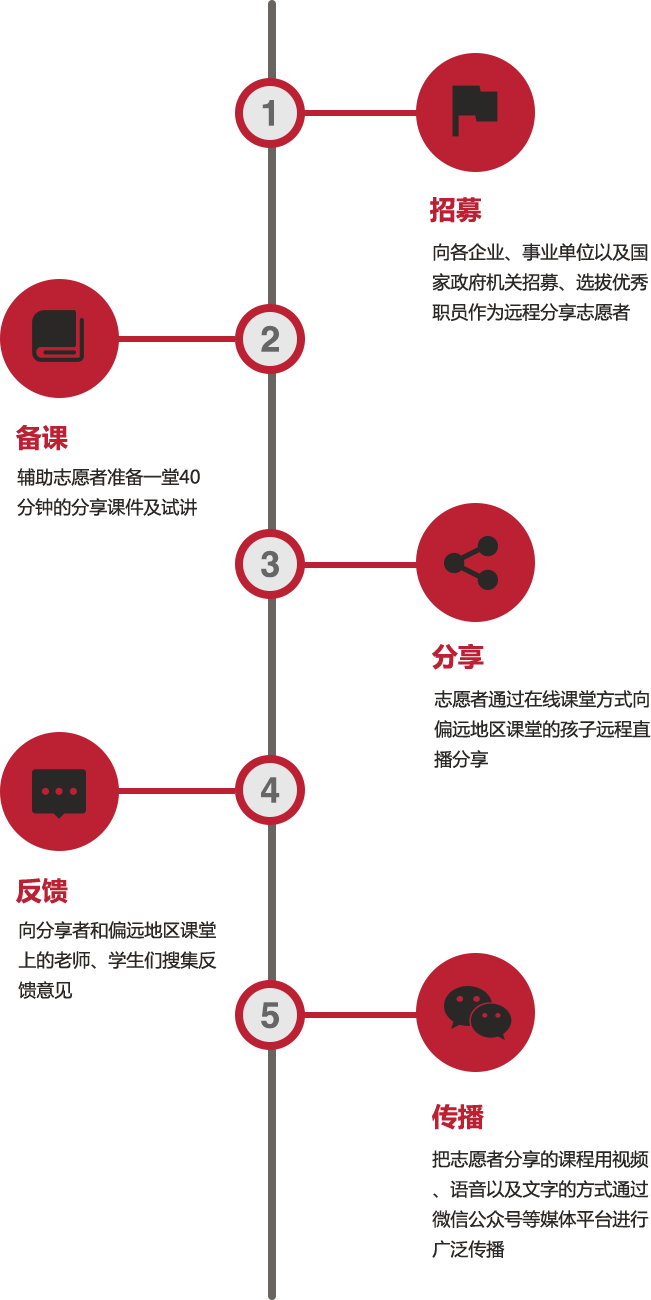 1
招募
向各企业、事业单位以及国
家政府机关招募、选拔优秀
职员作为远程分享志愿者
2
备课
辅助志愿者准备一堂40
分钟的分享课件及试讲
3
分享
志愿者通过在线课堂方式向
偏远地区课堂的孩子远程直
播分享
4
反馈
向分享者和偏远地区课堂
上的老师、学生们搜集反
馈意见
5
传播
把志愿者分享的课程用视频
、语音以及文字的方式通过
微信公众号等媒体平台进行
广泛传播